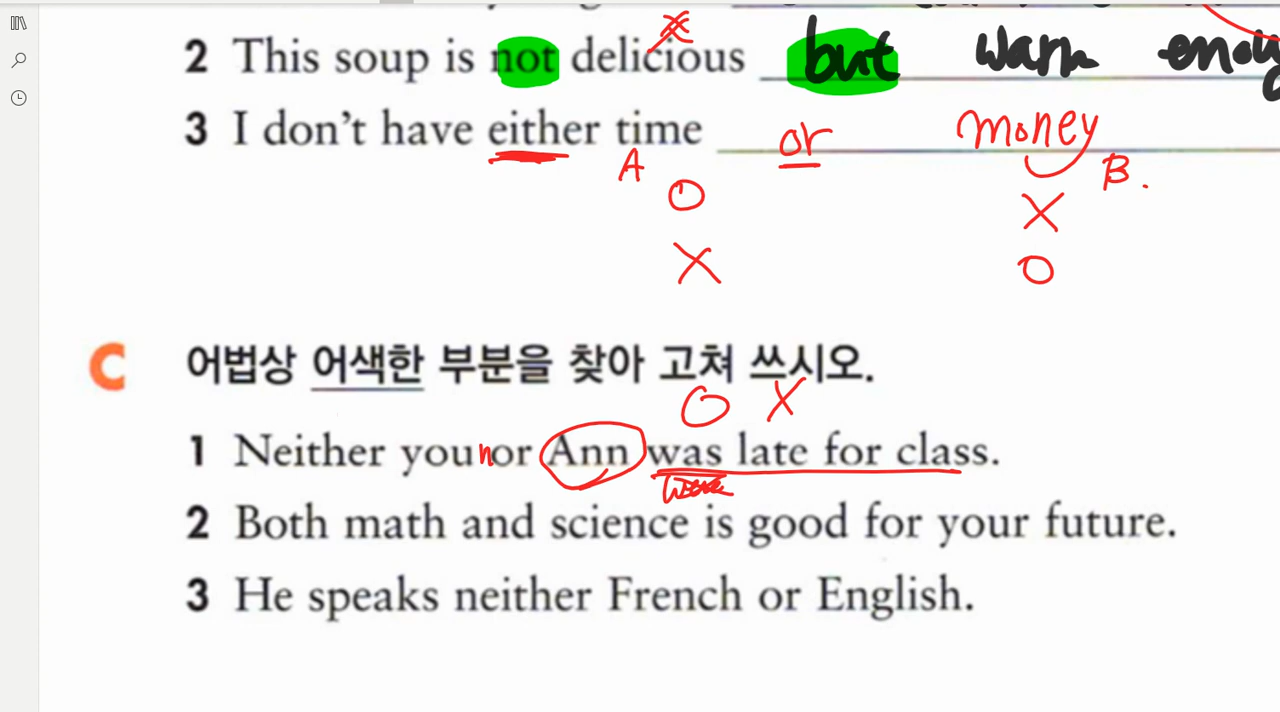 2 This soup is not delicious but warm
3 I don't have either time or money
A B.
O X
X O
C 어법상 어색한 부분을 찾아 고쳐 쓰시오.
O X
1 Neither you nor Ann was late for class.
2 Both math and science is good for your future.
3 He speaks neither French or English.